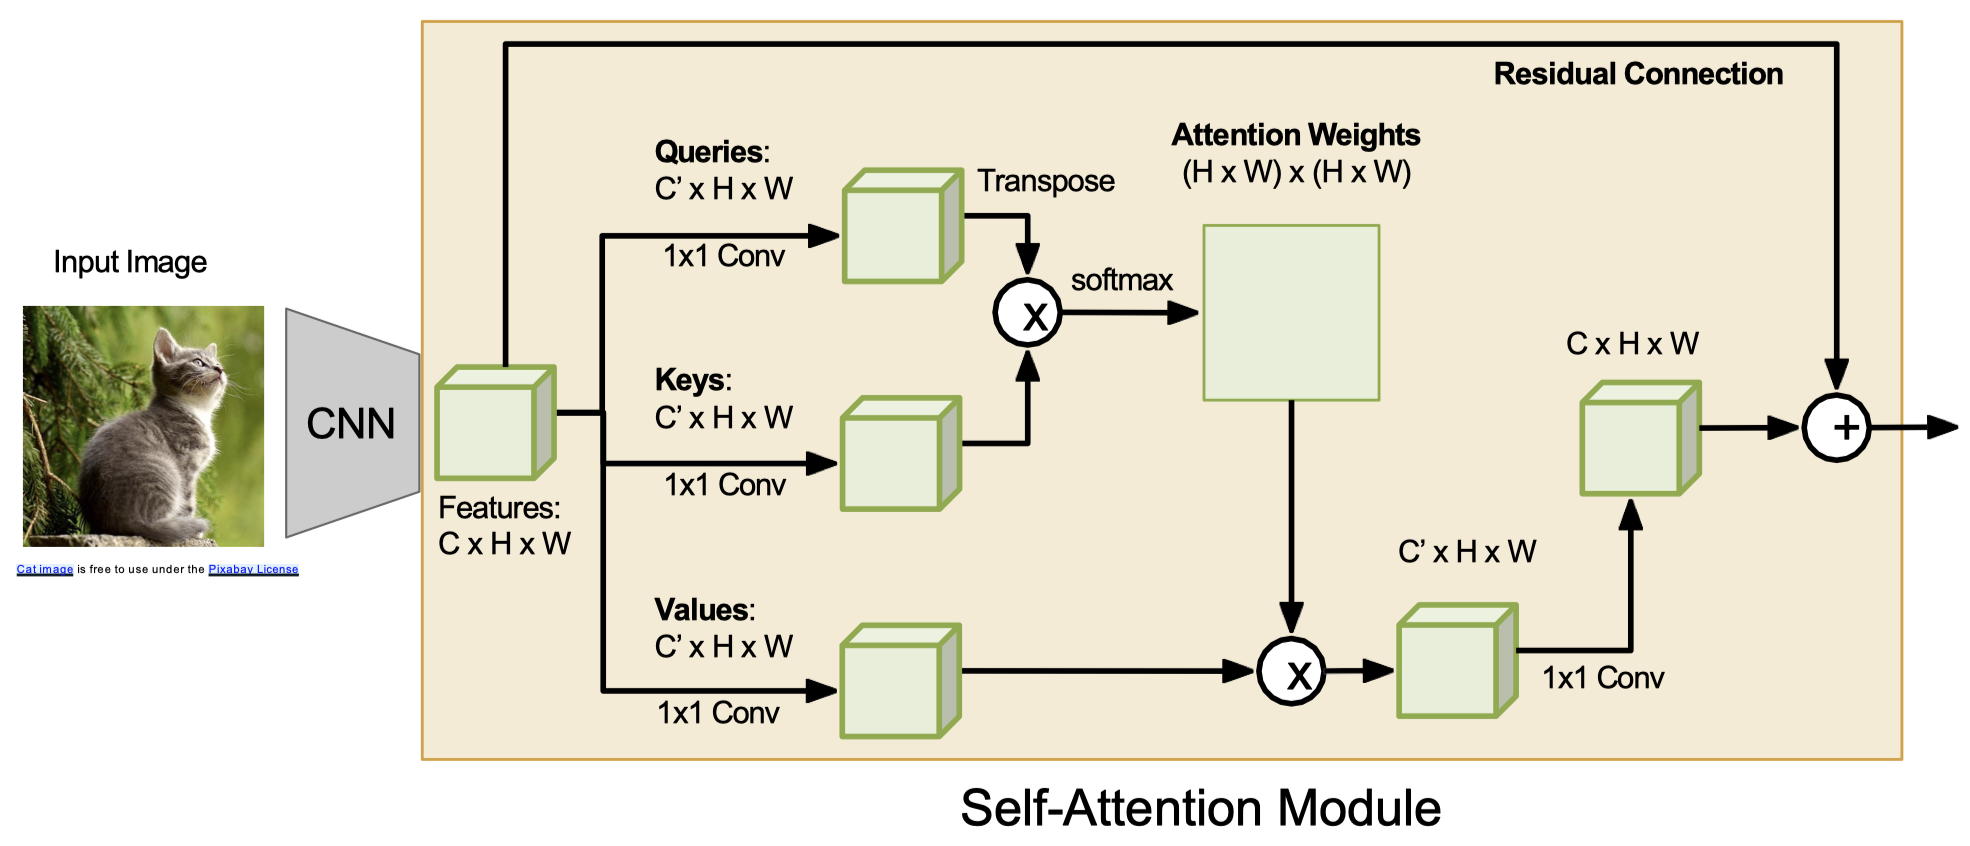 Residual Connection
Attention Weights
(H x W) x (H x W)
Queries:
C’ x H x W
Transpose
1x1 Conv
Input Image
softmax
C x H x W
Keys:
C’ x H x W
CNN
1x1 Conv
Features:
C x H x W
C’ x H x W
Cat image is free to use under the Pixabay License
Values:
C’ x H x W
1x1 Conv
1x1 Conv
X
X
+
Self-Attention Module